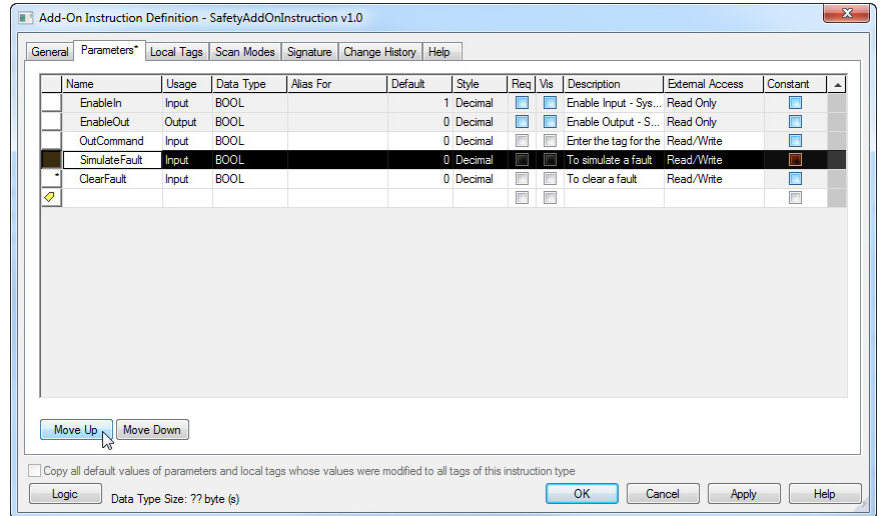 Add-On Instruction Definition - SafetyAddOnInstruction v1.0
General Parameters* Local Tags Scan Modes Signature Change History Help
Name Usage Data Type Alias For Default Style Req Vis Description External Access Constant
EnableIn Input BOOL 1 Decimal Enable Input - Sys... Read Only
EnableOut Output BOOL 0 Decimal Enable Output - S... Read Only
OutCommand Input BOOL 0 Decimal Enter the tag for the Read/Write
SimulateFault Input BOOL 0 Decimal To simulate a fault Read/Write
* ClearFault Input BOOL 0 Decimal To clear a fault Read/Write
Move Up Move Down
Copy all default values of parameters and local tags whose values were modified to all tags of this instruction type
Logic Data Type Size: ?? byte (s) OK Cancel Apply Help